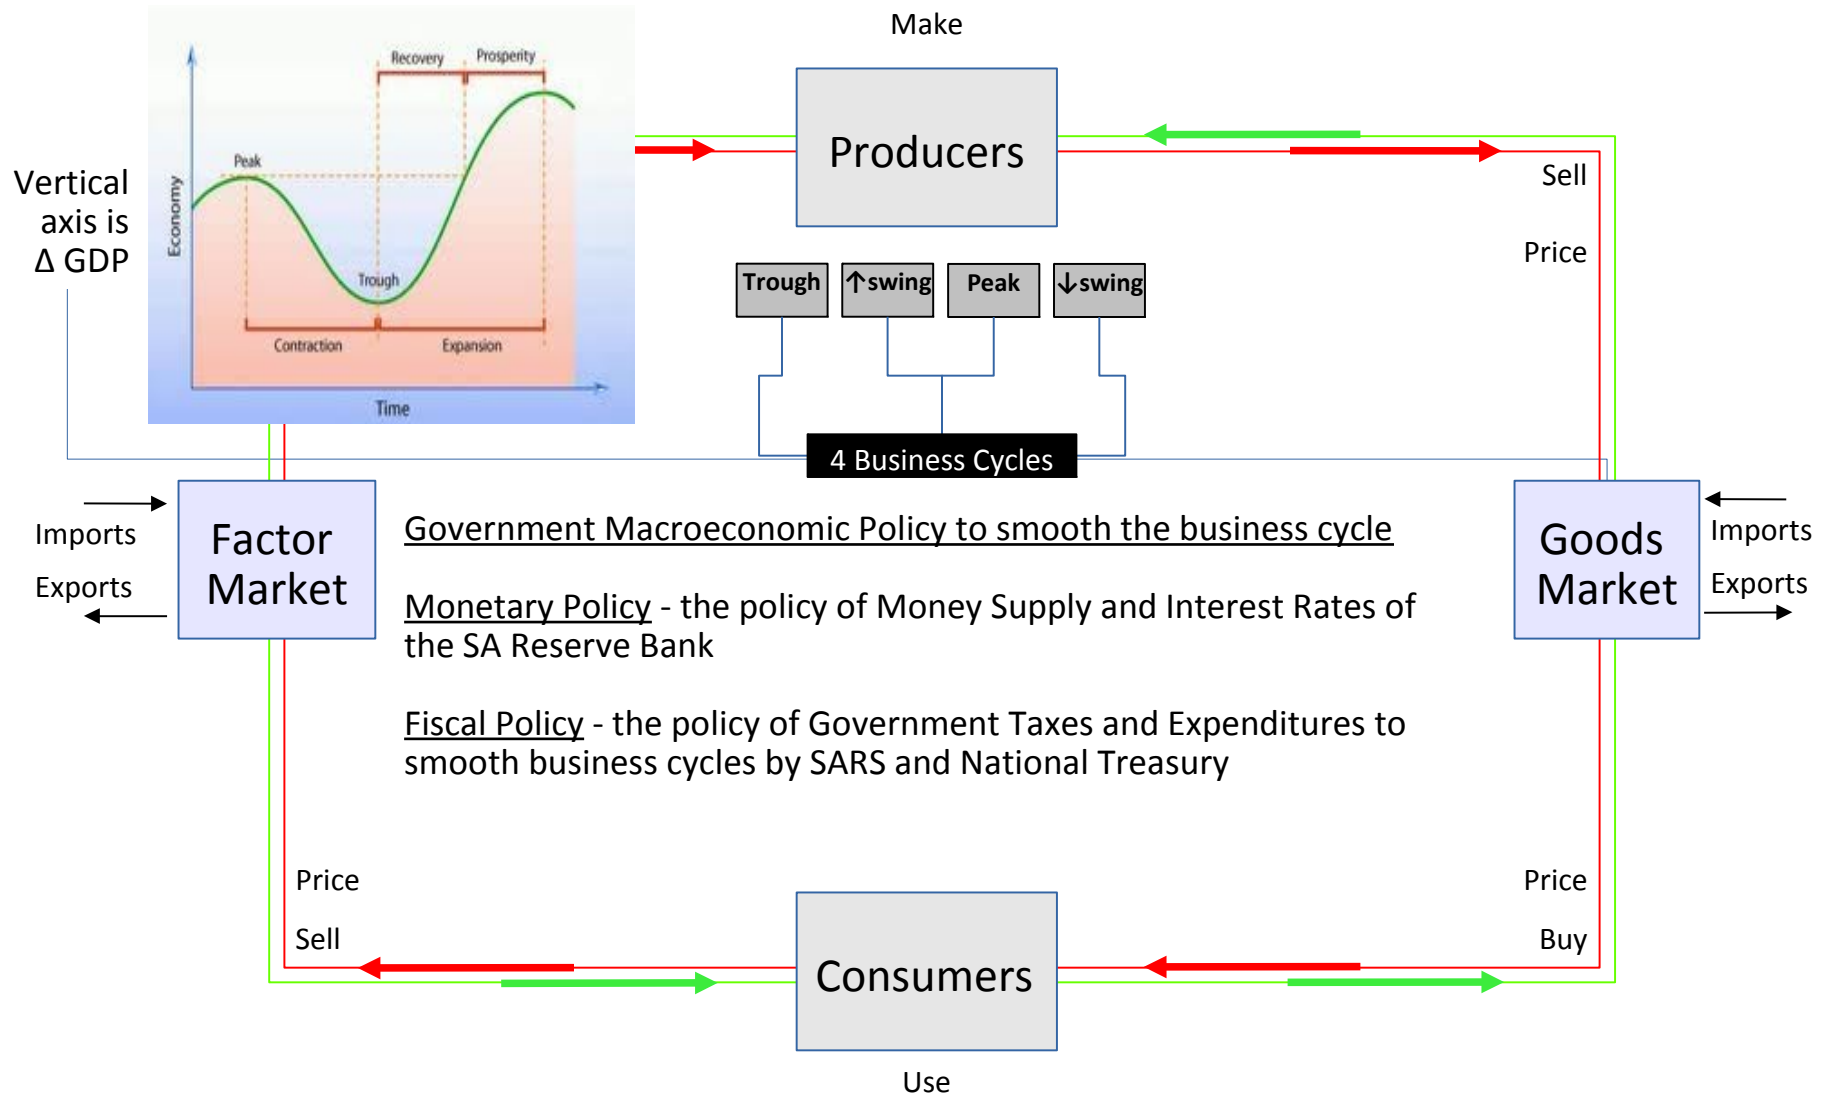 Make
Recovery
Prosperity
Peak
Economy
Trough
Contraction
Expansion
Time
Vertical
axis is
Δ GDP
Producers
Sell
Price
Trough
↑swing
Peak
↓swing
4 Business Cycles
Imports
Exports
Factor
Market
Government Macroeconomic Policy to smooth the business cycle
Monetary Policy - the policy of Money Supply and Interest Rates of
the SA Reserve Bank
Fiscal Policy - the policy of Government Taxes and Expenditures to
smooth business cycles by SARS and National Treasury
Goods
Market
Imports
Exports
Price
Sell
Consumers
Price
Buy
Use